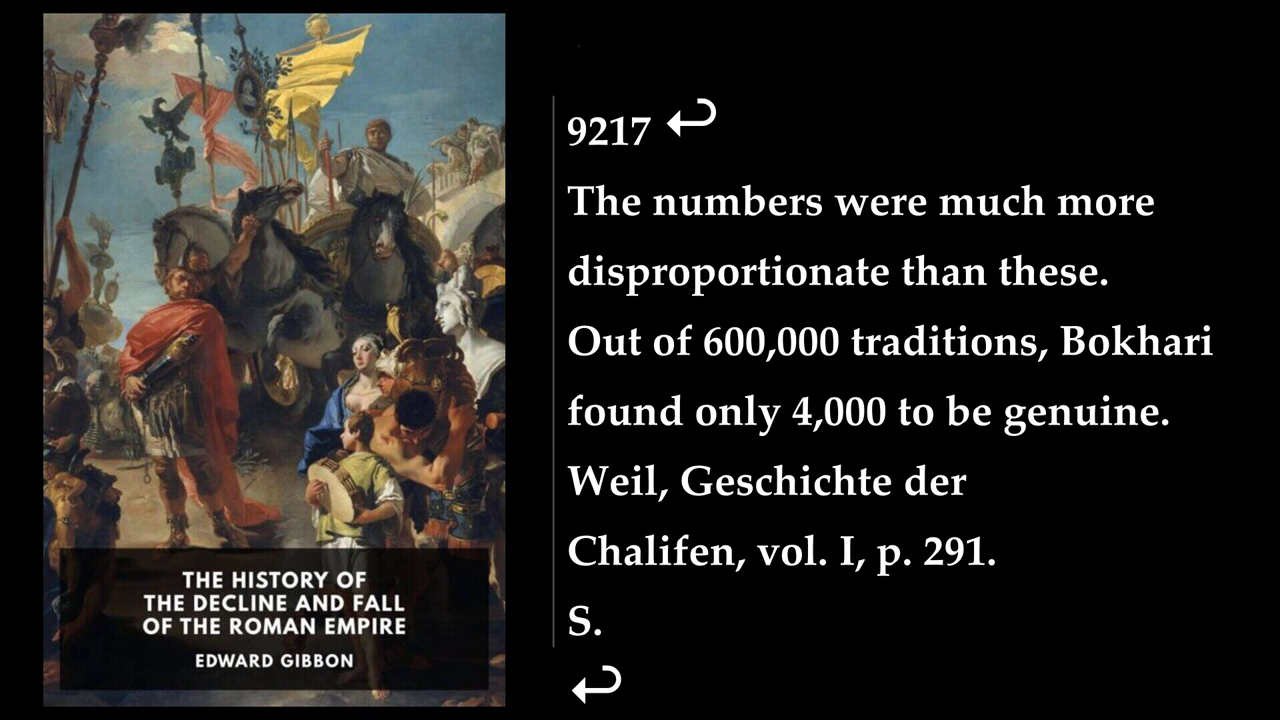 THE HISTORY OF
THE DECLINE AND FALL
OF THE ROMAN EMPIRE
EDWARD GIBBON
9217 ↩
The numbers were much more
disproportionate than these.
Out of 600,000 traditions, Bokhari
found only 4,000 to be genuine.
Weil, Geschichte der
Chalifen, vol. I, p. 291.
S.
↩